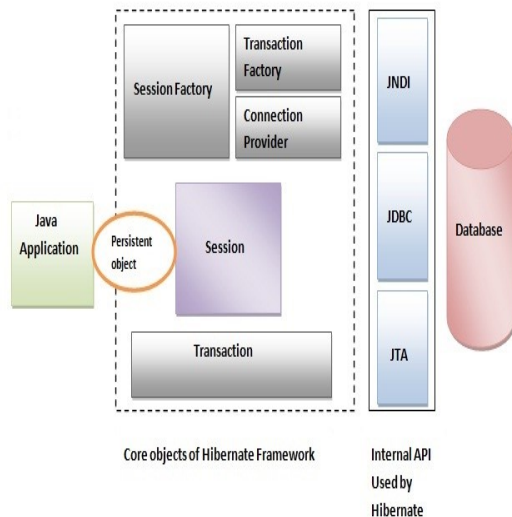 Session Factory
Transaction
Factory
Connection
Provider
JNDI
Java
Application
Persistent
object
Session
JDBC
Database
Transaction
JTA
Core objects of Hibernate Framework
Internal API
Used by
Hibernate